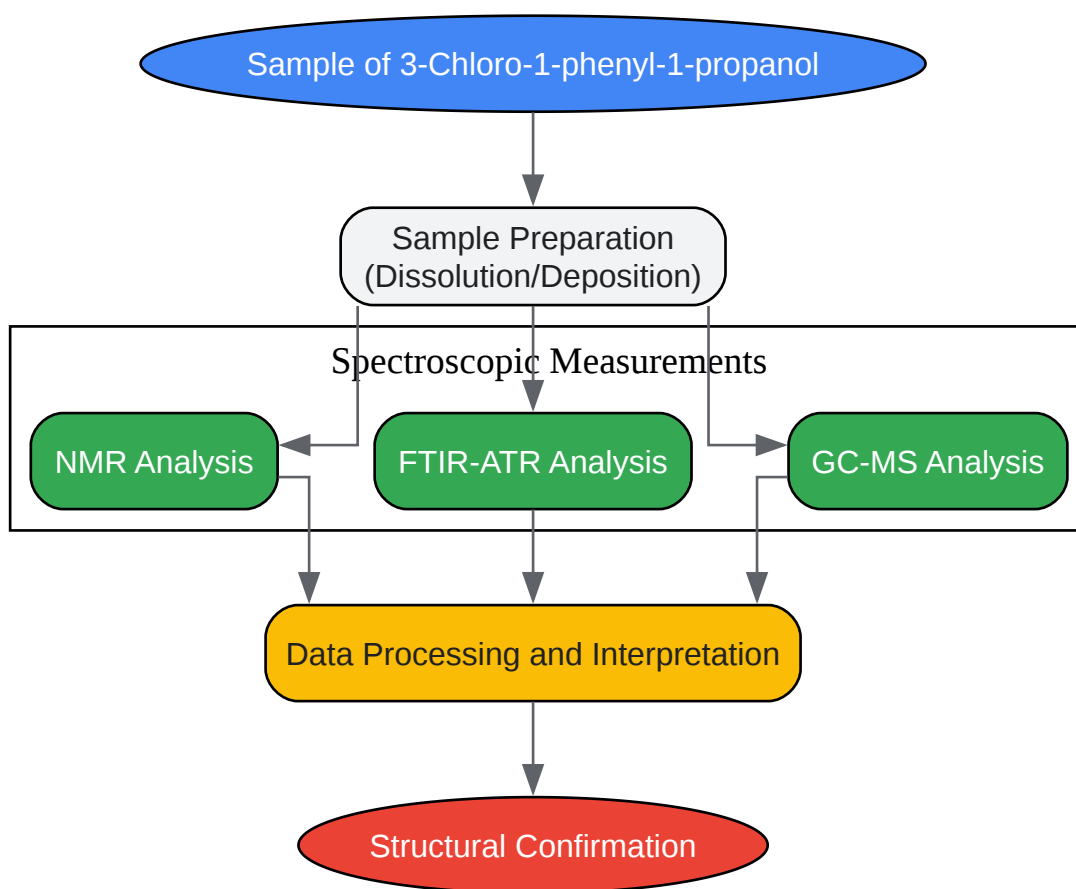 Sample of 3-Chloro-1-phenyl-1-propanol
Sample Preparation
(Dissolution/Deposition)
Spectroscopic Measurements
NMR Analysis
FTIR-ATR Analysis
GC-MS Analysis
Data Processing and Interpretation
Structural Confirmation